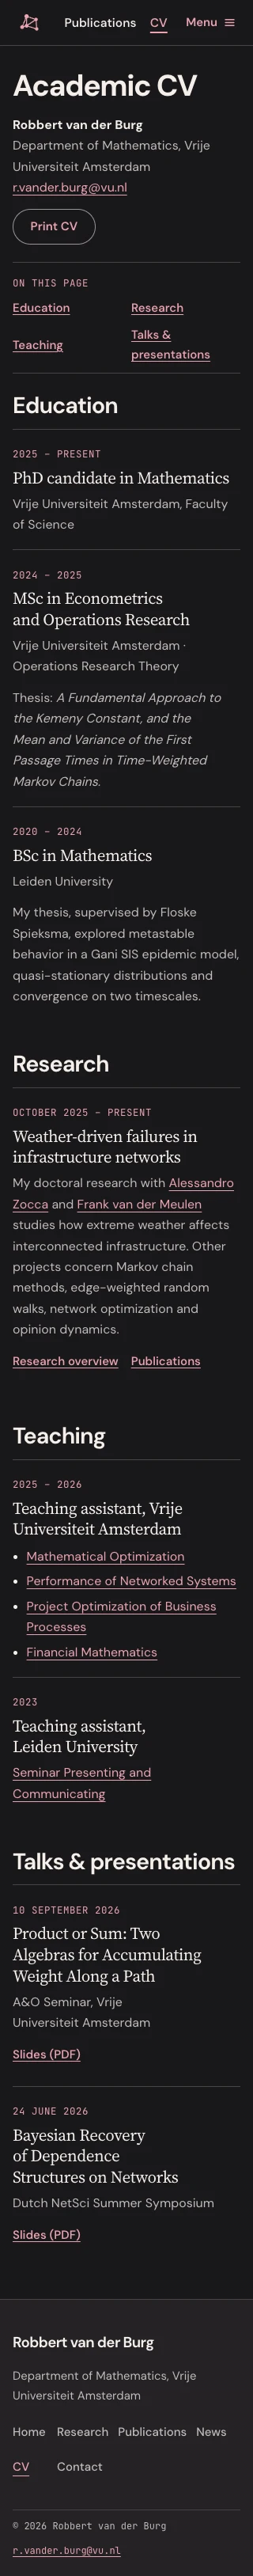 Publications CV Menu
Academic CV
Robbert van der Burg
Department of Mathematics, Vrije
Universiteit Amsterdam
r.vander.burg@vu.nl
Print CV
ON THIS PAGE
Education Research
Teaching Talks &
presentations
Education
2025 – PRESENT
PhD candidate in Mathematics
Vrije Universiteit Amsterdam, Faculty
of Science
2024 – 2025
MSc in Econometrics
and Operations Research
Vrije Universiteit Amsterdam ·
Operations Research Theory
Thesis: A Fundamental Approach to
the Kemeny Constant, and the
Mean and Variance of the First
Passage Times in Time-Weighted
Markov Chains.
2020 – 2024
BSc in Mathematics
Leiden University
My thesis, supervised by Floske
Spieksma, explored metastable
behavior in a Gani SIS epidemic model,
quasi-stationary distributions and
convergence on two timescales.
Research
OCTOBER 2025 – PRESENT
Weather-driven failures in
infrastructure networks
My doctoral research with Alessandro
Zocca and Frank van der Meulen
studies how extreme weather affects
interconnected infrastructure. Other
projects concern Markov chain
methods, edge-weighted random
walks, network optimization and
opinion dynamics.
Research overview Publications
Teaching
2025 – 2026
Teaching assistant, Vrije
Universiteit Amsterdam
• Mathematical Optimization
• Performance of Networked Systems
• Project Optimization of Business
Processes
• Financial Mathematics
2023
Teaching assistant,
Leiden University
Seminar Presenting and
Communicating
Talks & presentations
10 SEPTEMBER 2026
Product or Sum: Two
Algebras for Accumulating
Weight Along a Path
A&O Seminar, Vrije
Universiteit Amsterdam
Slides (PDF)
24 JUNE 2026
Bayesian Recovery
of Dependence
Structures on Networks
Dutch NetSci Summer Symposium
Slides (PDF)
Robbert van der Burg
Department of Mathematics, Vrije
Universiteit Amsterdam
Home Research Publications News
CV Contact
© 2026 Robbert van der Burg
r.vander.burg@vu.nl